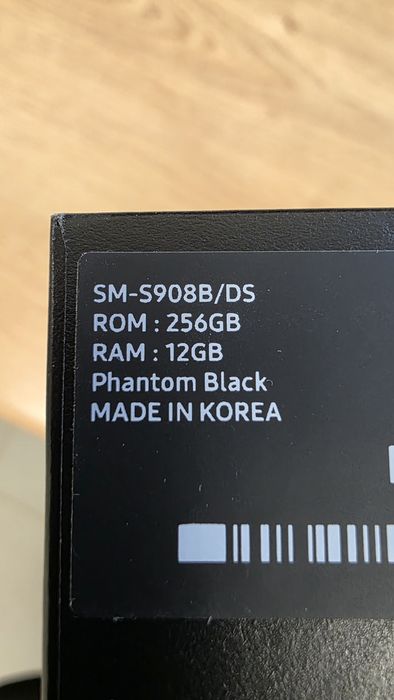 SM-S908B/DS
ROM : 256GB
RAM : 12GB
Phantom Black
MADE IN KOREA